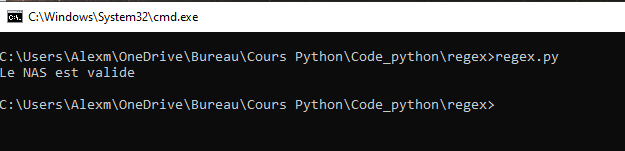 C:\Windows\System32\cmd.exe
C:\Users\Alexm\OneDrive\Bureau\Cours Python\Code_python\regex>regex.py
Le NAS est valide
C:\Users\Alexm\OneDrive\Bureau\Cours Python\Code_python\regex>